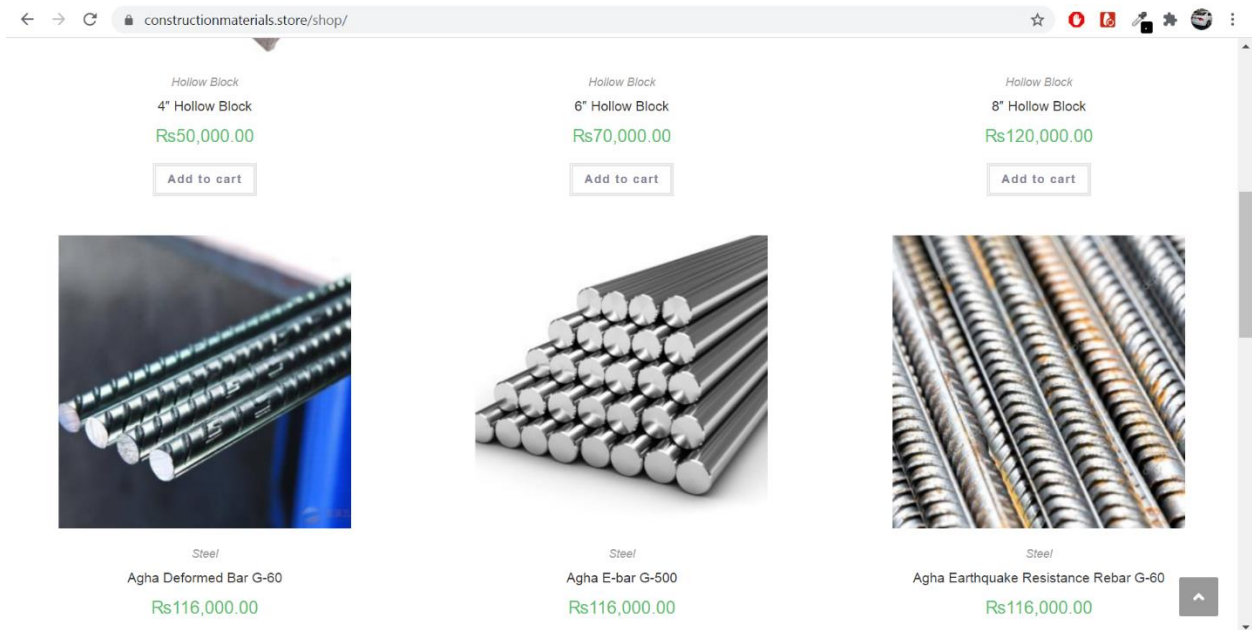 constructionmaterials.store/shop/
Hollow Block
4" Hollow Block
Rs50,000.00
Add to cart
Hollow Block
6" Hollow Block
Rs70,000.00
Add to cart
Hollow Block
8" Hollow Block
Rs120,000.00
Add to cart
Steel
Agha Deformed Bar G-60
Rs116,000.00
Steel
Agha E-bar G-500
Rs116,000.00
Steel
Agha Earthquake Resistance Rebar G-60
Rs116,000.00